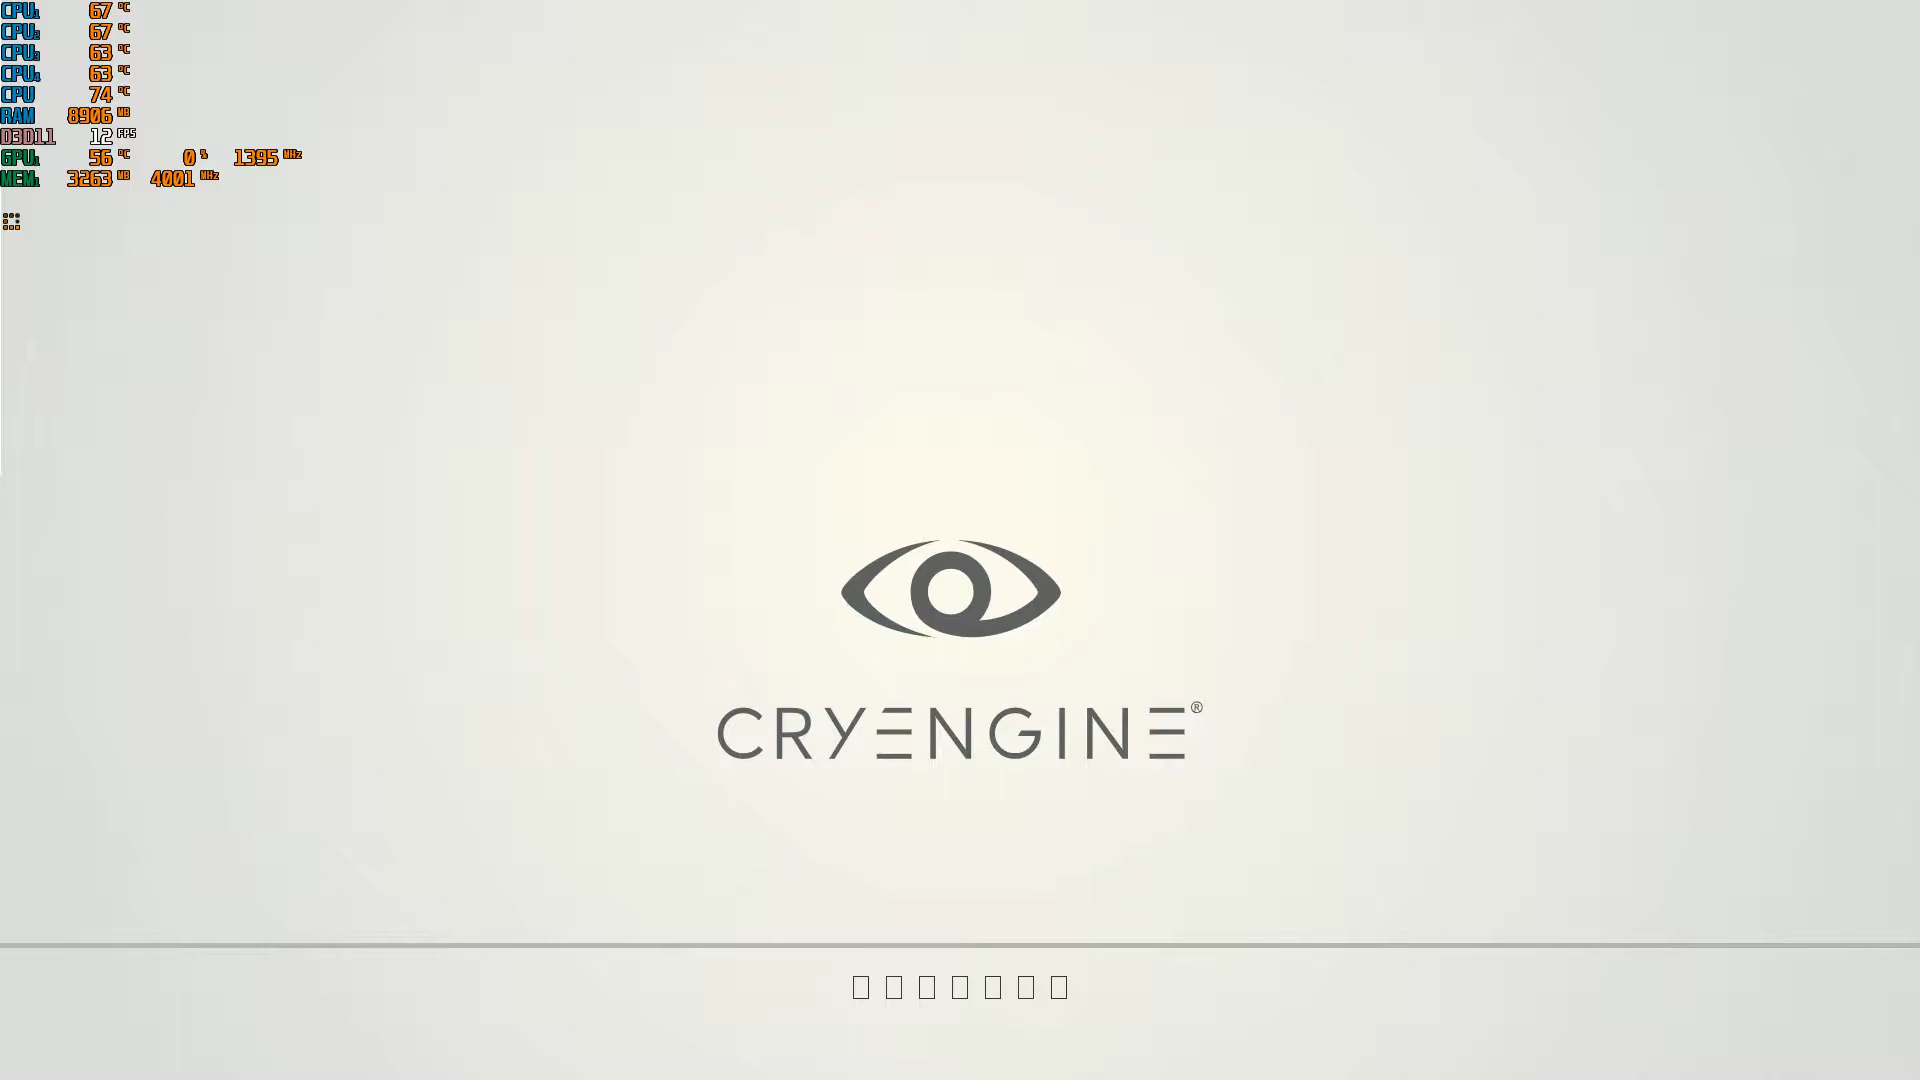 CPU1 67 °C
CPU2 67 °C
CPU3 63 °C
CPU4 63 °C
CPU 74 °C
RAM 8906 MB
D3D11 12 FPS
GPU1 56 °C 0 % 1395 MHz
MEM1 3263 MB 4001 MHz
CRYENGINE®